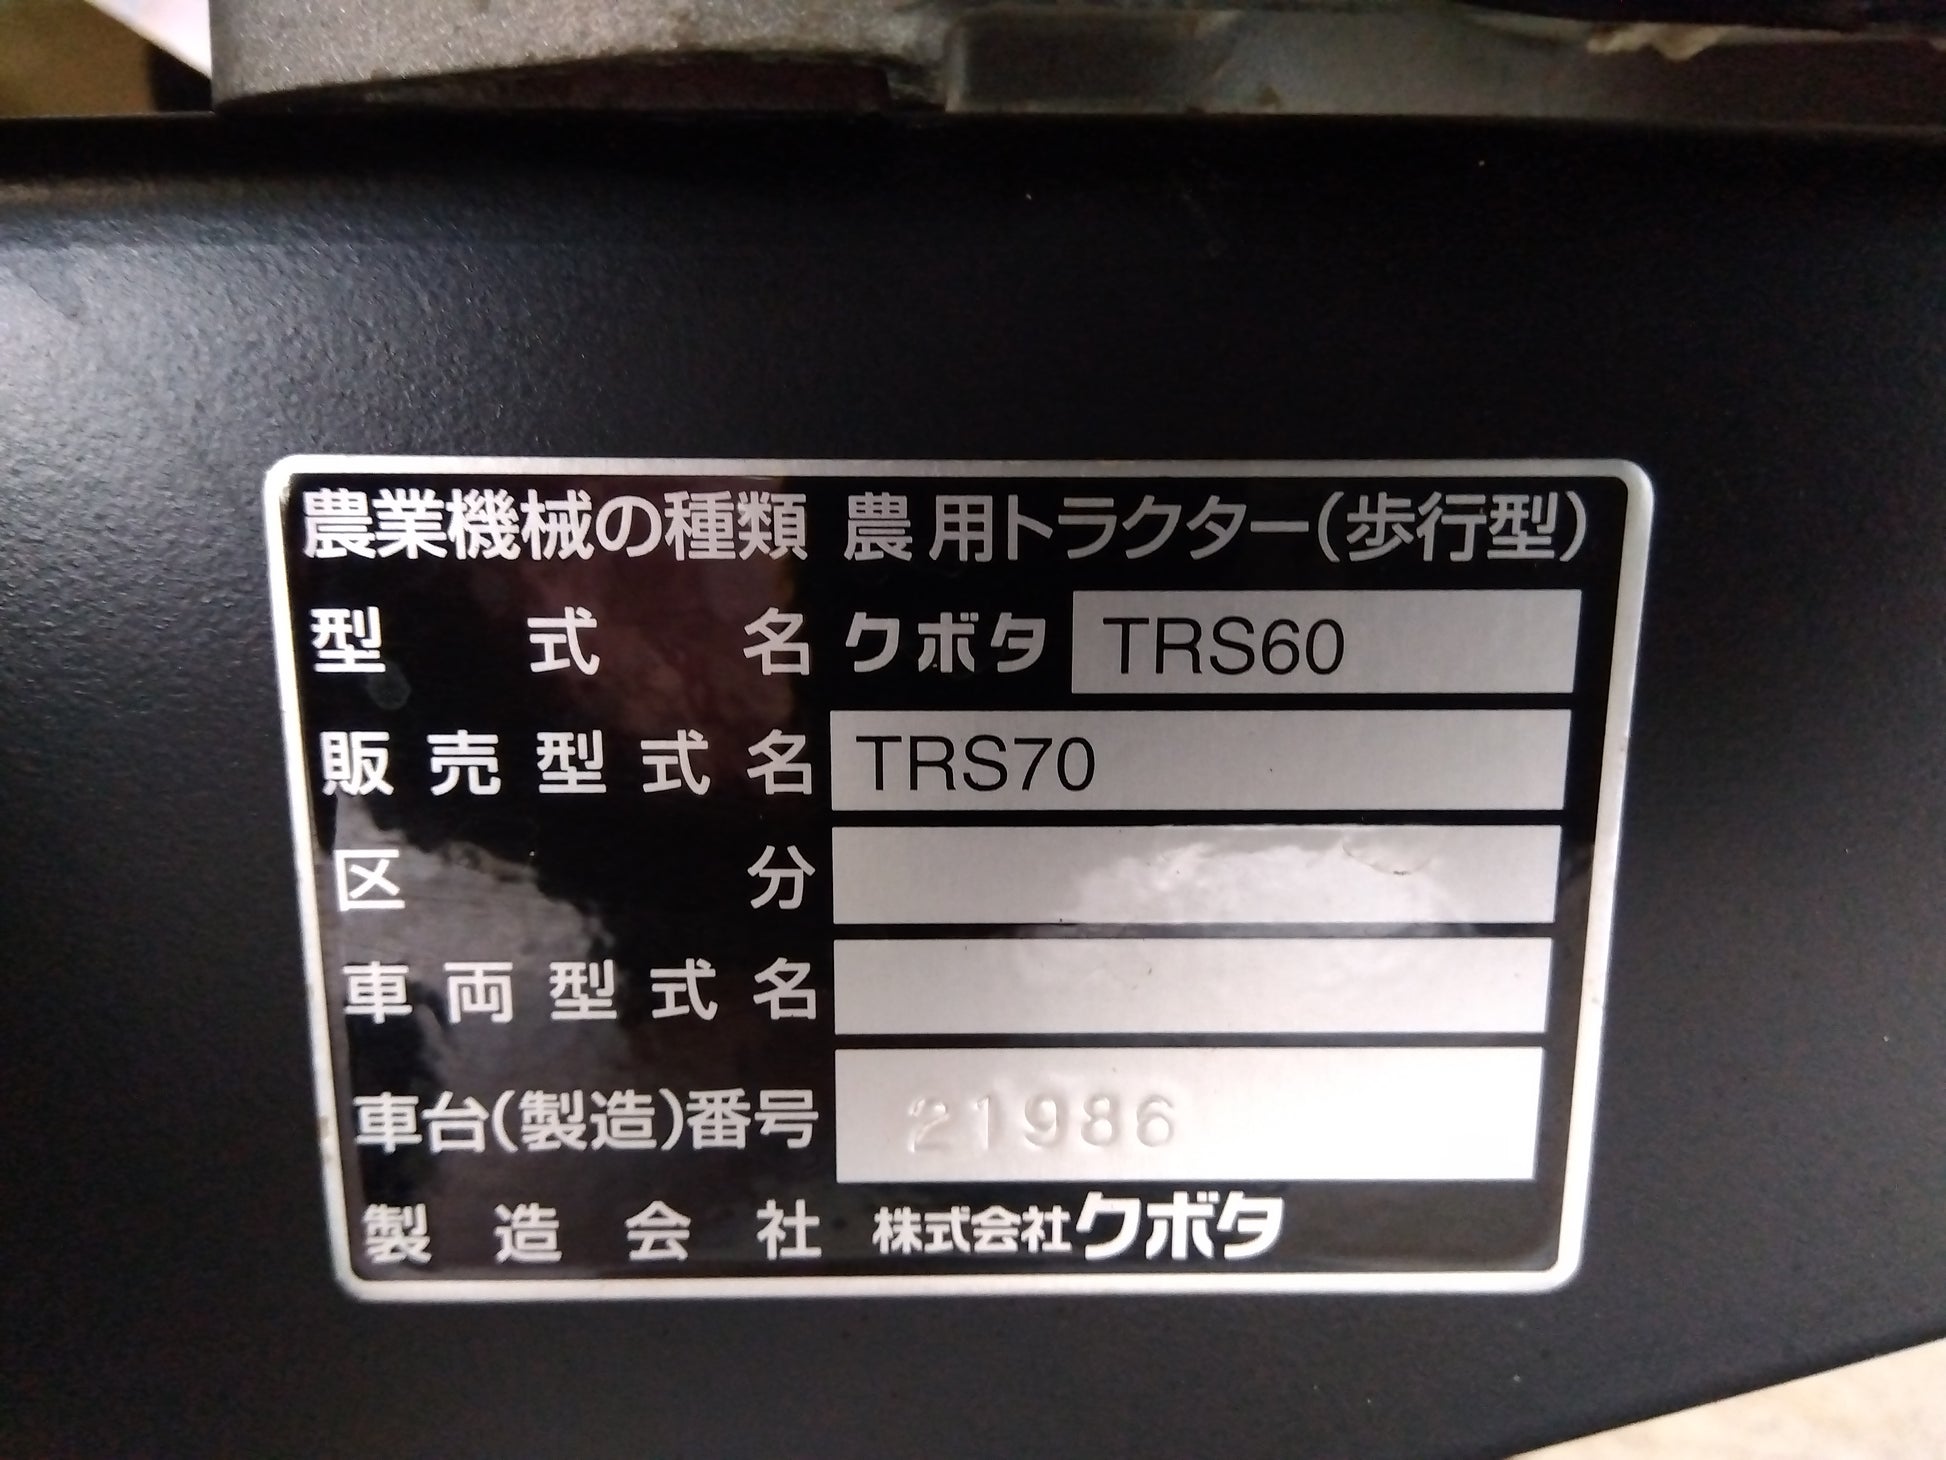 農業機械の種類 農用トラクター(歩行型)
型式名 クボタ TRS60
販売型式名 TRS70
区分
車両型式名
車台(製造)番号 21986
製造会社 株式会社クボタ